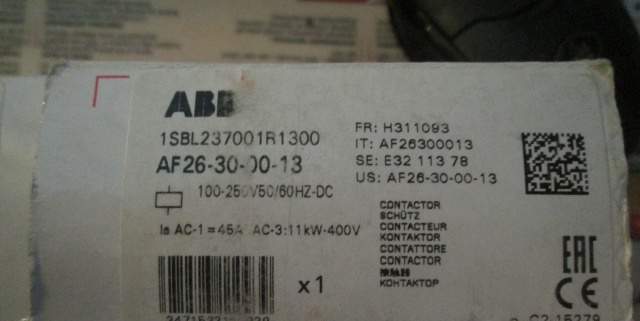 ABB
1SBL237001R1300
AF26-30-00-13
100-250V50/60HZ-DC
Ie AC-1=45A AC-3:11kW-400V
x1
FR: H311093
IT: AF26300013
SE: E32 113 78
US: AF26-30-00-13
CONTACTOR
SCHÜTZ
CONTACTEUR
KONTAKTOR
CONTATTORE
CONTACTOR
КОНТАКТОР
EAC
CE